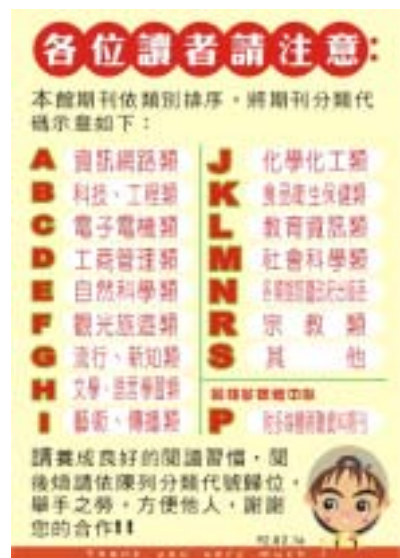 各位讀者請注意:
本館期刊依類別排序,將期刊分類代
碼示意如下:
A 資訊網路類
B 科技、工程類
C 電子電機類
D 工商管理類
E 自然科學類
F 觀光旅遊類
G 流行、新知類
H 文學、語言學習類
I 藝術、傳播類
J 化學化工類
K 食品衛生保健類
L 教育資訊類
M 社會科學類
N
R 宗教類
S 其他
P
請養成良好的閱讀習慣,閱
後煩請依陳列分類代號歸位,
舉手之勞,方便他人,謝謝
您的合作!!
92.02.16
Thank you very much